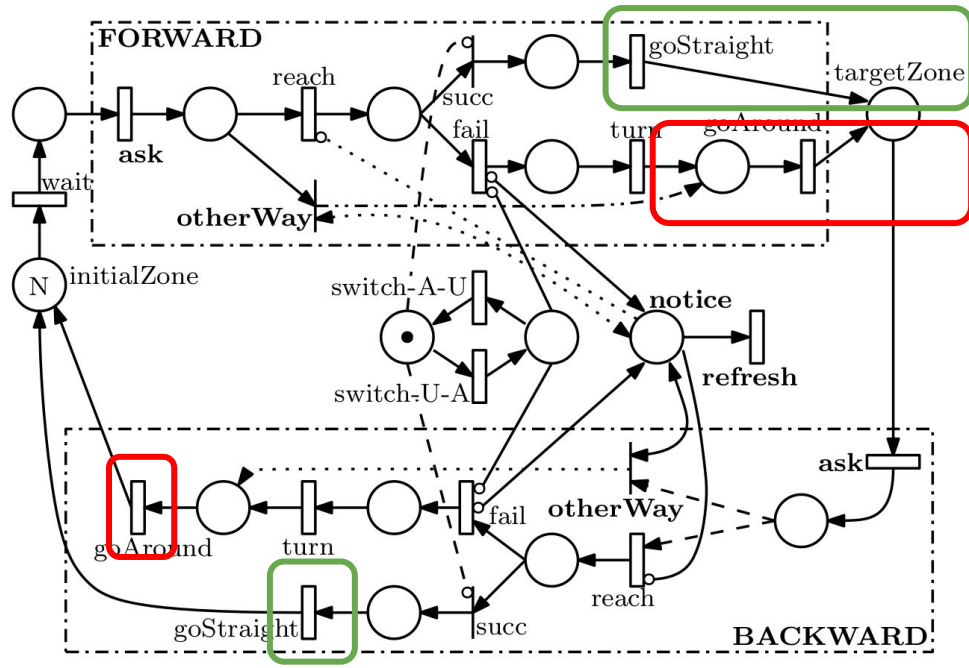 FORWARD
goStraight
targetZone
reach
succ
fail
turn
goAround
ask
wait
otherWay
initialZone
N
switch-A-U
notice
switch-U-A
refresh
ask
otherWay
fail
goAround
turn
reach
goStraight
succ
BACKWARD